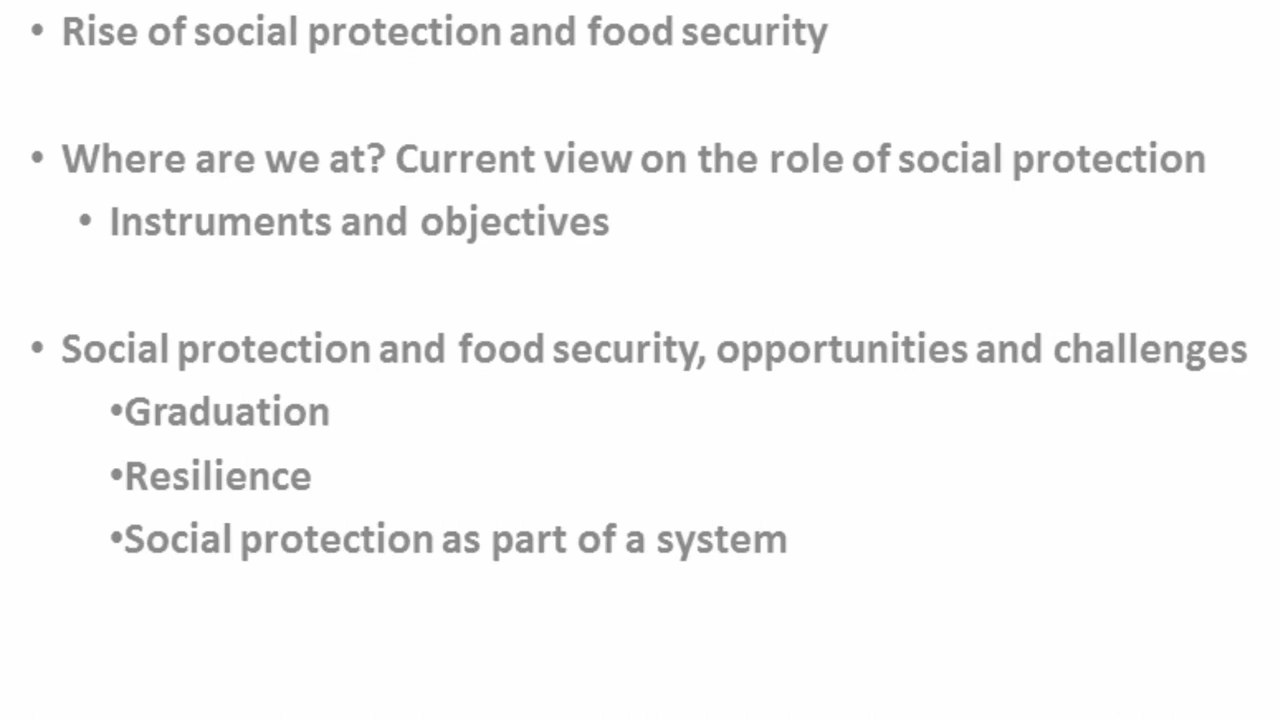 • Rise of social protection and food security
• Where are we at? Current view on the role of social protection
• Instruments and objectives
• Social protection and food security, opportunities and challenges
•Graduation
•Resilience
•Social protection as part of a system